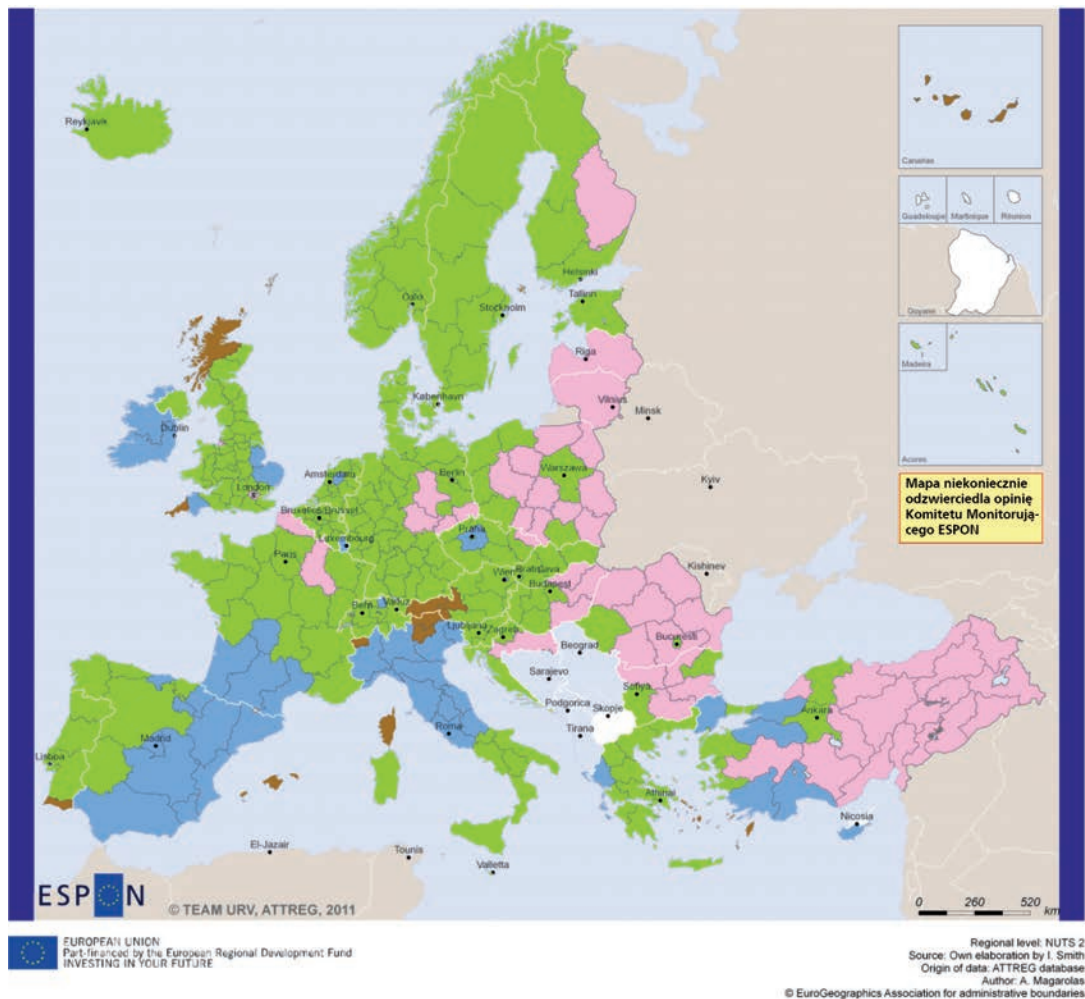 Reykjavik
Canarias
Guadeloupe
Martinique
Réunion
Guyane
Madeira
Acores
Helsinki
Oslo
Tallinn
Stockholm
Riga
København
Vilnius
Minsk
Dublin
Amsterdam
Berlin
Warszawa
London
Bruxelles/Brussel
Kyiv
Luxembourg
Praha
Paris
Wien
Bratislava
Budapest
Kishinev
Bern
Vaduz
Ljubljana
Zagreb
Beograd
Bucuresti
Sarajevo
Sofiya
Podgorica
Skopje
Ankara
Roma
Tirana
Madrid
Lisboa
Athinai
Nicosia
El-Jazair
Tounis
Valletta
Mapa niekoniecznie
odzwierciedla opinię
Komitetu Monitorują-
cego ESPON
ESPON
© TEAM URV, ATTREG, 2011
0 260 520
km
EUROPEAN UNION
Part-financed by the European Regional Development Fund
INVESTING IN YOUR FUTURE
Regional level: NUTS 2
Source: Own elaboration by I. Smith
Origin of data: ATTREG database
Author: A. Magarolas
© EuroGeographics Association for administrative boundaries